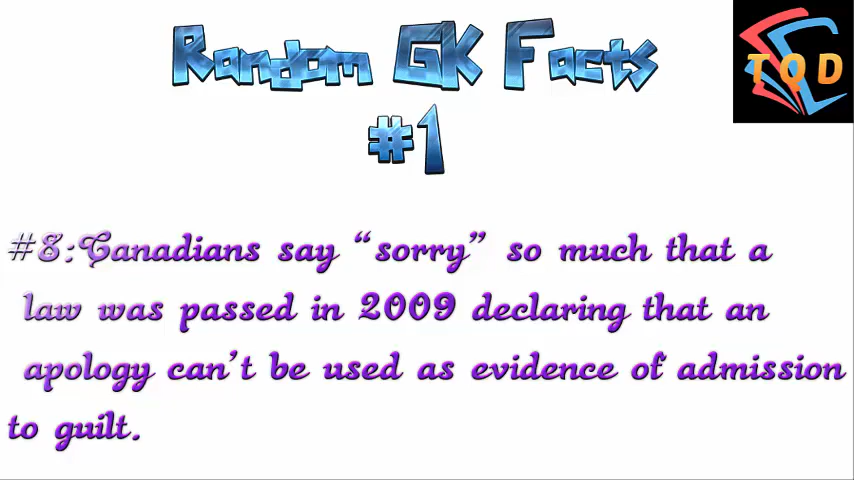 Random GK Facts
#1
TOD
#8:Canadians say “sorry” so much that a
law was passed in 2009 declaring that an
apology can’t be used as evidence of admission
to guilt.